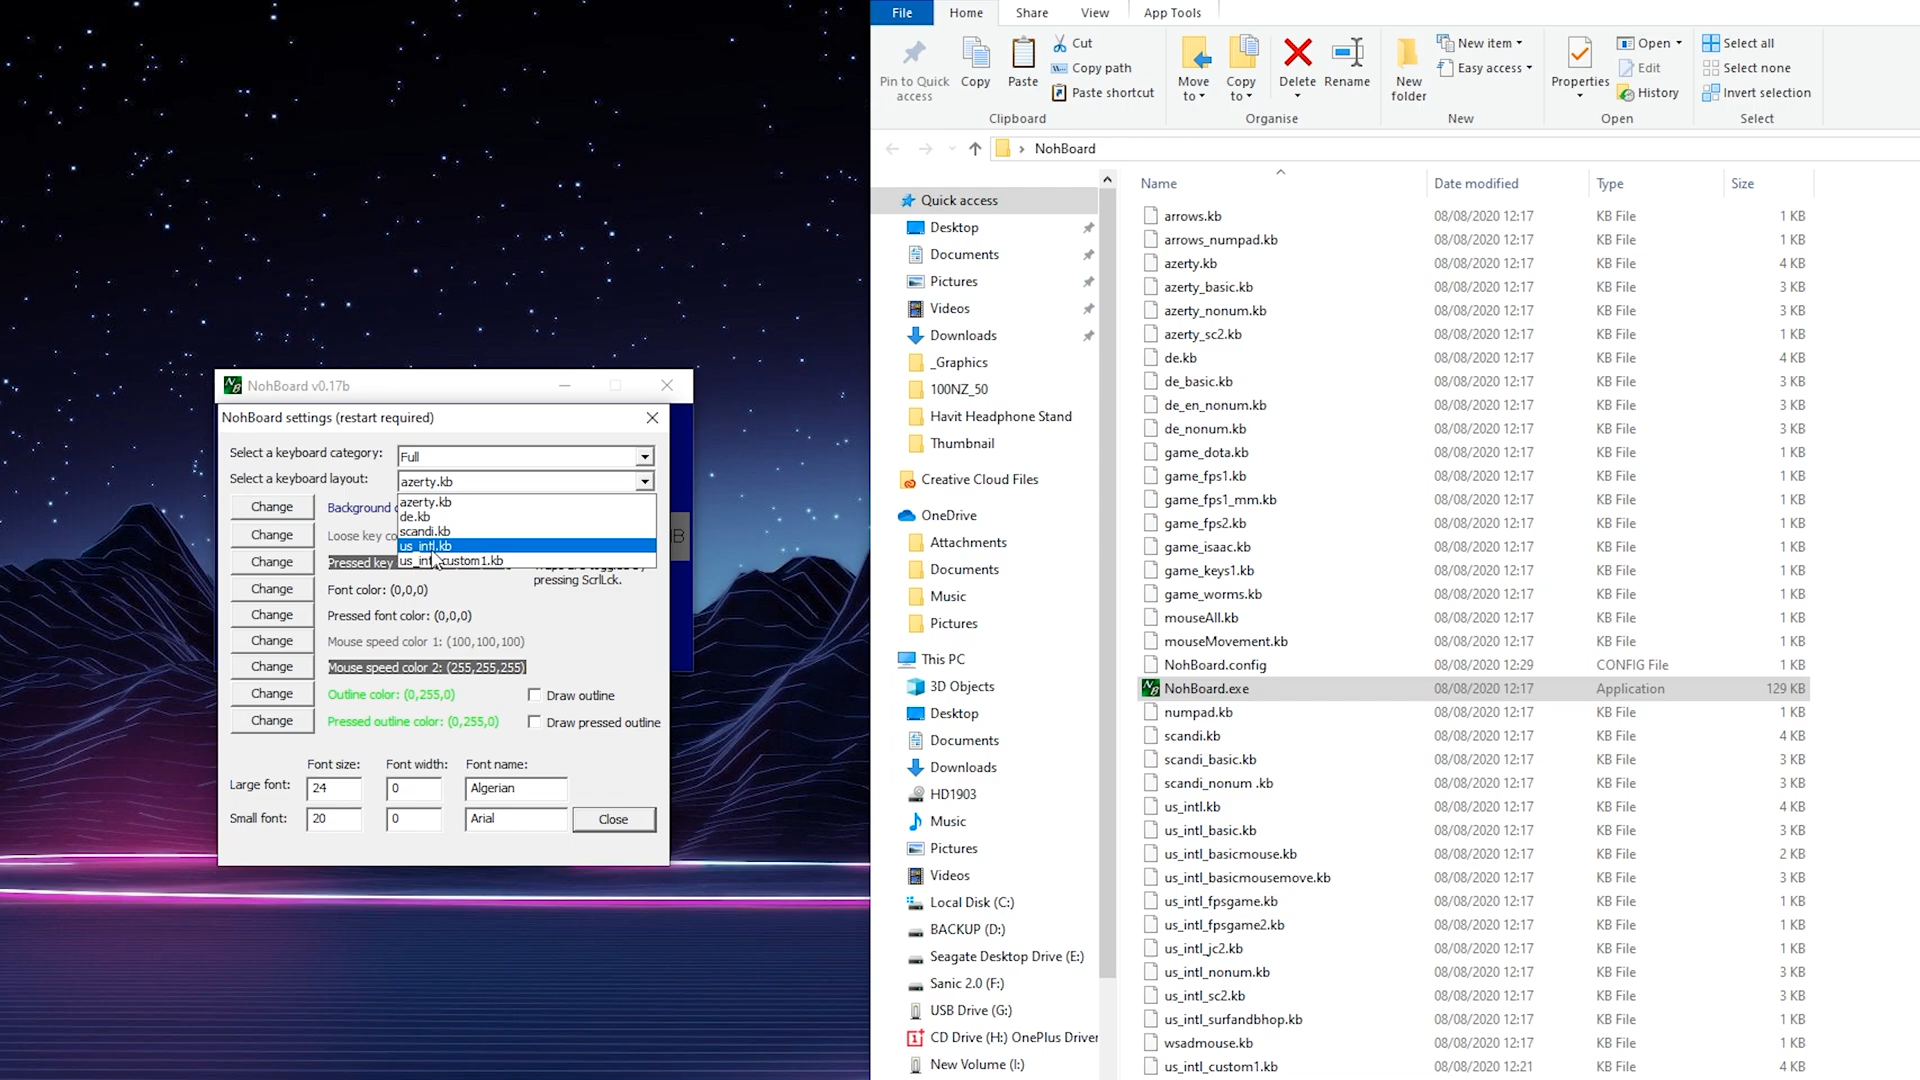 File
Home
Share
View
App Tools
Pin to Quick access
Copy
Paste
Cut
Copy path
Paste shortcut
Clipboard
Move to
Copy to
Delete
Rename
Organise
New folder
New item
Easy access
New
Properties
Open
Edit
History
Open
Select all
Select none
Invert selection
Select
NohBoard
Name
Date modified
Type
Size
Quick access
Desktop
Documents
Pictures
Videos
Downloads
_Graphics
100NZ_50
Havit Headphone Stand
Thumbnail
Creative Cloud Files
OneDrive
Attachments
Documents
Music
Pictures
This PC
3D Objects
Desktop
Documents
Downloads
HD1903
Music
Pictures
Videos
Local Disk (C:)
BACKUP (D:)
Seagate Desktop Drive (E:)
Sanic 2.0 (F:)
USB Drive (G:)
CD Drive (H:) OnePlus Driver
New Volume (I:)
arrows.kb 08/08/2020 12:17 KB File 1 KB
arrows_numpad.kb 08/08/2020 12:17 KB File 1 KB
azerty.kb 08/08/2020 12:17 KB File 4 KB
azerty_basic.kb 08/08/2020 12:17 KB File 3 KB
azerty_nonum.kb 08/08/2020 12:17 KB File 3 KB
azerty_sc2.kb 08/08/2020 12:17 KB File 1 KB
de.kb 08/08/2020 12:17 KB File 4 KB
de_basic.kb 08/08/2020 12:17 KB File 3 KB
de_en_nonum.kb 08/08/2020 12:17 KB File 3 KB
de_nonum.kb 08/08/2020 12:17 KB File 3 KB
game_dota.kb 08/08/2020 12:17 KB File 1 KB
game_fps1.kb 08/08/2020 12:17 KB File 1 KB
game_fps1_mm.kb 08/08/2020 12:17 KB File 1 KB
game_fps2.kb 08/08/2020 12:17 KB File 1 KB
game_isaac.kb 08/08/2020 12:17 KB File 1 KB
game_keys1.kb 08/08/2020 12:17 KB File 1 KB
game_worms.kb 08/08/2020 12:17 KB File 1 KB
mouseAll.kb 08/08/2020 12:17 KB File 1 KB
mouseMovement.kb 08/08/2020 12:17 KB File 1 KB
NohBoard.config 08/08/2020 12:29 CONFIG File 1 KB
NohBoard.exe 08/08/2020 12:17 Application 129 KB
numpad.kb 08/08/2020 12:17 KB File 1 KB
scandi.kb 08/08/2020 12:17 KB File 4 KB
scandi_basic.kb 08/08/2020 12:17 KB File 3 KB
scandi_nonum .kb 08/08/2020 12:17 KB File 3 KB
us_intl.kb 08/08/2020 12:17 KB File 4 KB
us_intl_basic.kb 08/08/2020 12:17 KB File 3 KB
us_intl_basicmouse.kb 08/08/2020 12:17 KB File 2 KB
us_intl_basicmousemove.kb 08/08/2020 12:17 KB File 3 KB
us_intl_fpsgame.kb 08/08/2020 12:17 KB File 1 KB
us_intl_fpsgame2.kb 08/08/2020 12:17 KB File 1 KB
us_intl_jc2.kb 08/08/2020 12:17 KB File 1 KB
us_intl_nonum.kb 08/08/2020 12:17 KB File 3 KB
us_intl_sc2.kb 08/08/2020 12:17 KB File 3 KB
us_intl_surfandbhop.kb 08/08/2020 12:17 KB File 1 KB
wsadmouse.kb 08/08/2020 12:17 KB File 1 KB
us_intl_custom1.kb 08/08/2020 12:21 KB File 4 KB
NohBoard v0.17b
NohBoard settings (restart required)
Select a keyboard category: Full
Select a keyboard layout: azerty.kb
azerty.kb
de.kb
scandi.kb
us_intl.kb
us_intl_custom1.kb
Change Background
Change Loose key
Change Pressed key
pressing ScrlLck.
Change Font color: (0,0,0)
Change Pressed font color: (0,0,0)
Change Mouse speed color 1: (100,100,100)
Change Mouse speed color 2: (255,255,255)
Change Outline color: (0,255,0) Draw outline
Change Pressed outline color: (0,255,0) Draw pressed outline
Font size: Font width: Font name:
Large font: 24 0 Algerian
Small font: 20 0 Arial Close